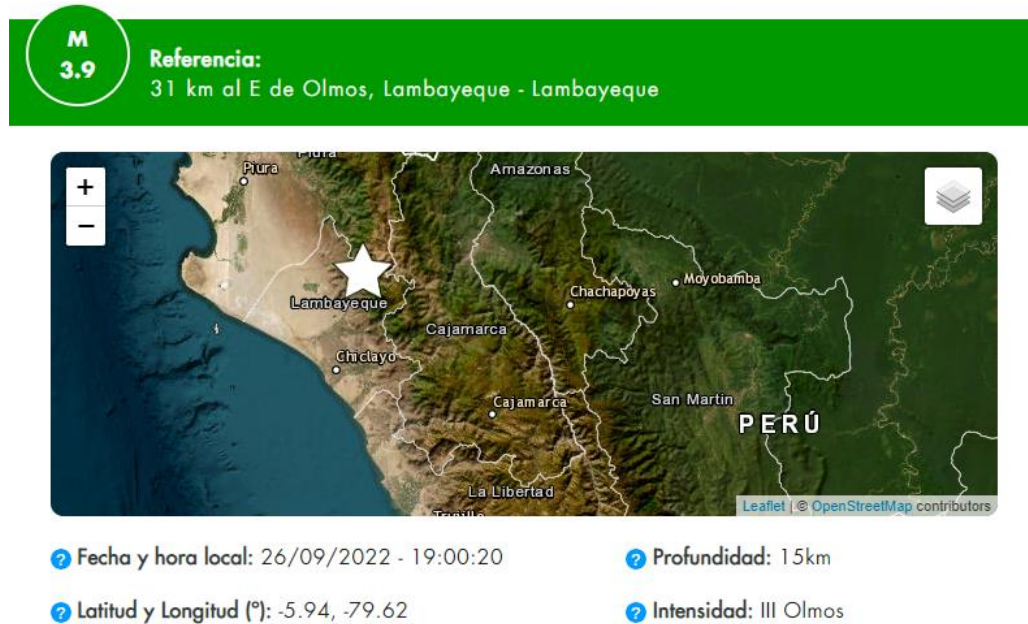 M
3.9
Referencia:
31 km al E de Olmos, Lambayeque - Lambayeque
+
−
Piura
Piura
Amazonas
Moyobamba
Chachapoyas
Lambayeque
Cajamarca
Chiclayo
Cajamarca
San Martin
PERÚ
La Libertad
Trujillo
Leaflet | © OpenStreetMap contributors
? Fecha y hora local: 26/09/2022 - 19:00:20
? Profundidad: 15km
? Latitud y Longitud (°): -5.94, -79.62
? Intensidad: III Olmos